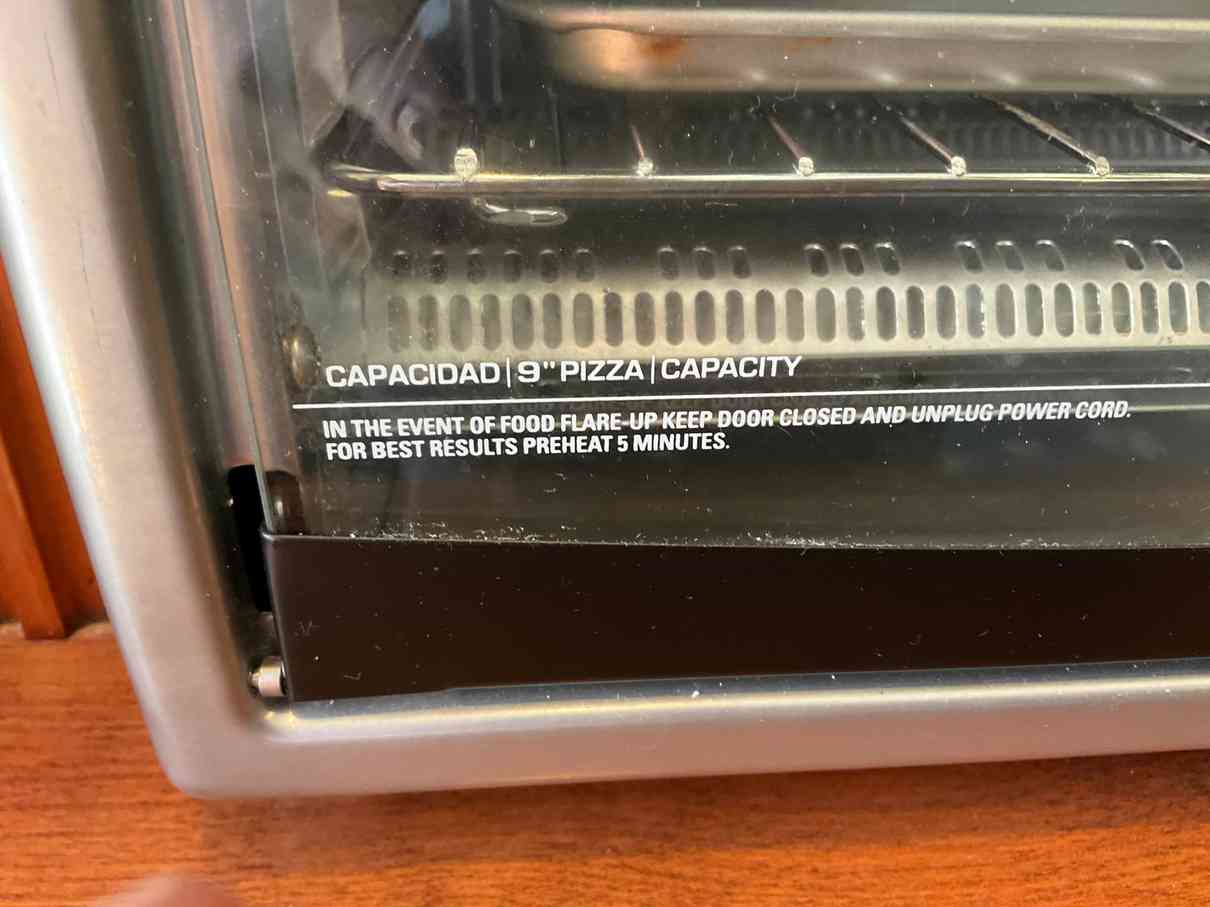 CAPACIDAD | 9" PIZZA | CAPACITY
IN THE EVENT OF FOOD FLARE-UP KEEP DOOR CLOSED AND UNPLUG POWER CORD.
FOR BEST RESULTS PREHEAT 5 MINUTES.